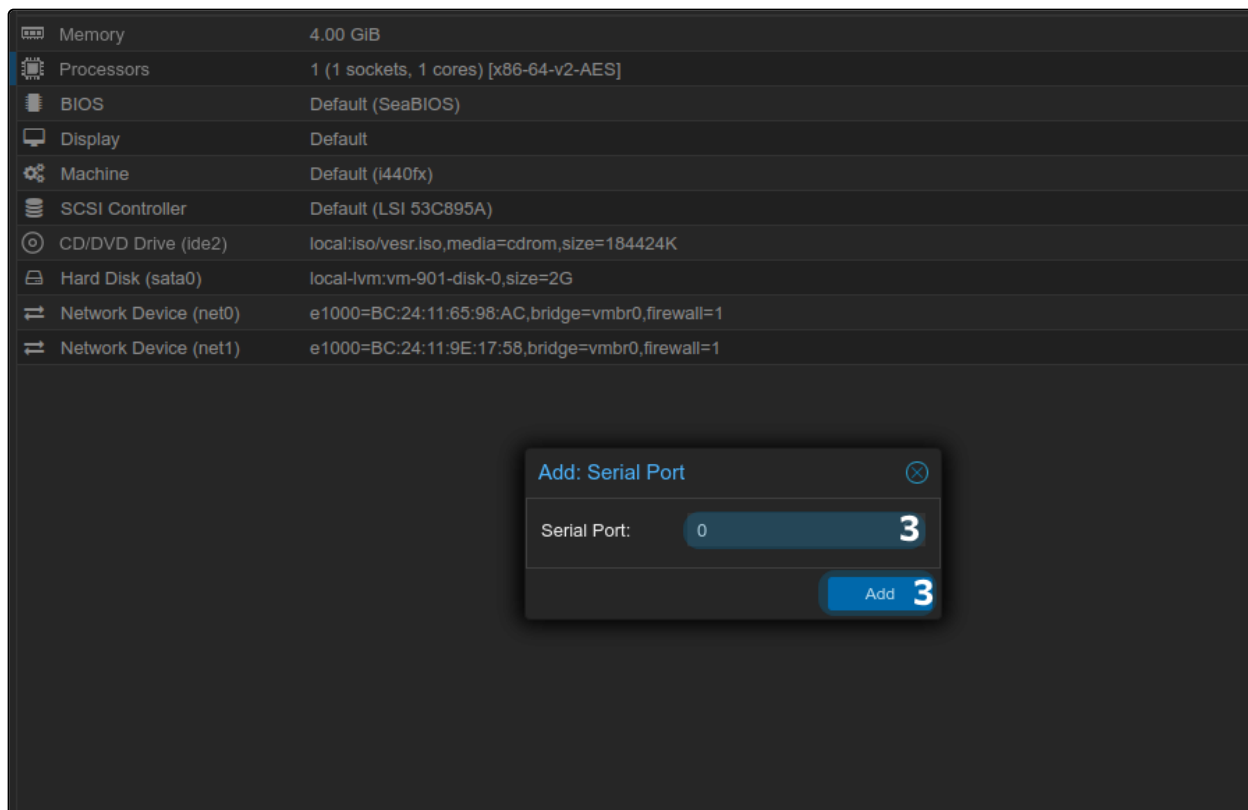 Memory 4.00 GiB
Processors 1 (1 sockets, 1 cores) [x86-64-v2-AES]
BIOS Default (SeaBIOS)
Display Default
Machine Default (i440fx)
SCSI Controller Default (LSI 53C895A)
CD/DVD Drive (ide2) local:iso/vesr.iso,media=cdrom,size=184424K
Hard Disk (sata0) local-lvm:vm-901-disk-0,size=2G
Network Device (net0) e1000=BC:24:11:65:98:AC,bridge=vmbr0,firewall=1
Network Device (net1) e1000=BC:24:11:9E:17:58,bridge=vmbr0,firewall=1
Add: Serial Port
Serial Port: 0 3
Add 3